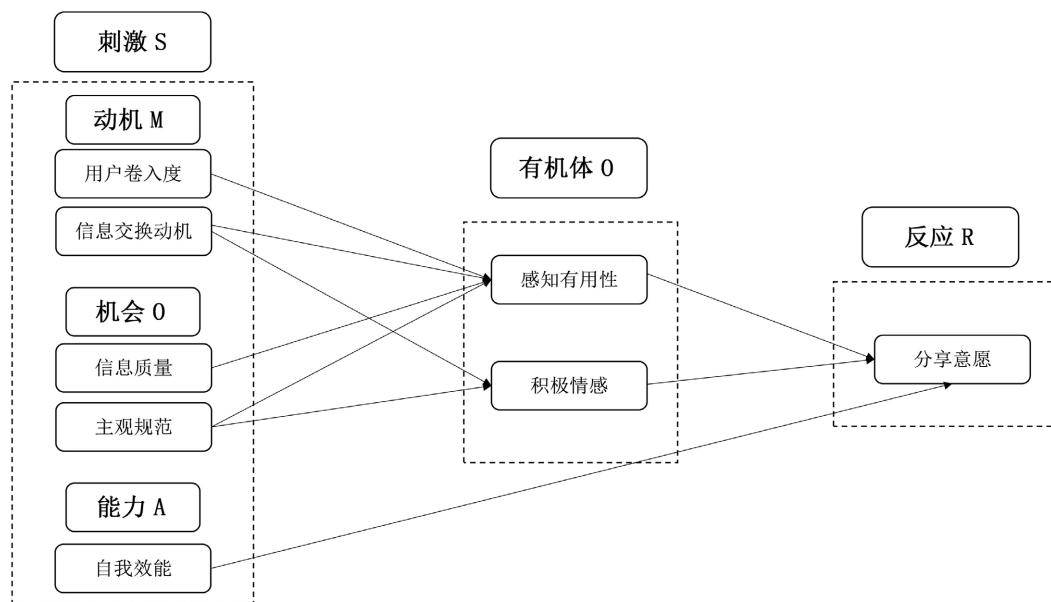 刺激 S
动机 M
用户卷入度
信息交换动机
机会 O
信息质量
主观规范
能力 A
自我效能
有机体 O
感知有用性
积极情感
反应 R
分享意愿